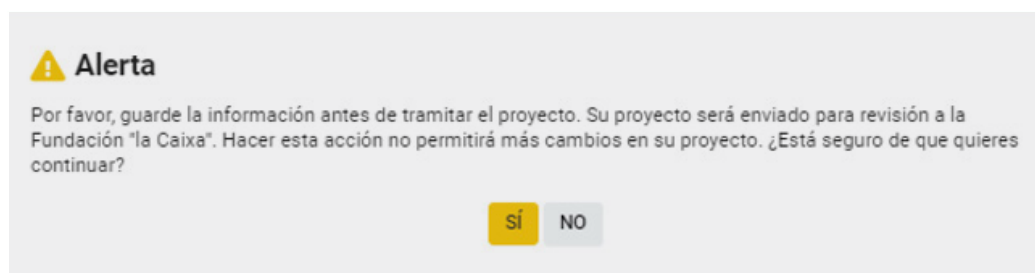 Alerta
Por favor, guarde la información antes de tramitar el proyecto. Su proyecto será enviado para revisión a la
Fundación "la Caixa". Hacer esta acción no permitirá más cambios en su proyecto. ¿Está seguro de que quieres
continuar?
SÍ NO